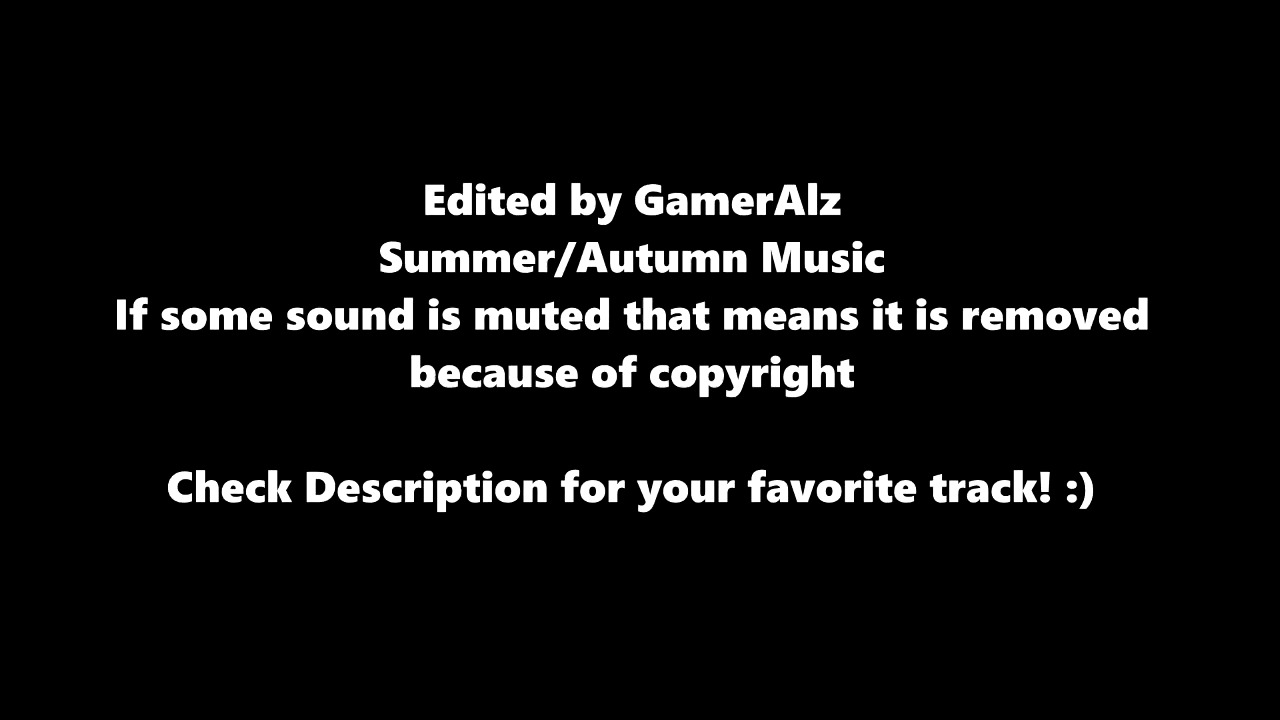 Edited by GamerAlz
Summer/Autumn Music
If some sound is muted that means it is removed
because of copyright
Check Description for your favorite track! :)